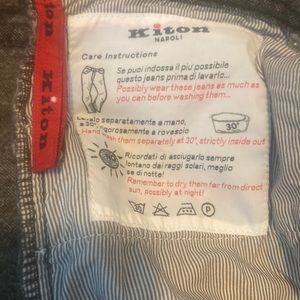 Kiton
NAPOLI
Care Instructions
Se puoi indossa il piu possibile
questo jeans prima di lavarlo...
Possibly wear these jeans as much as
you can before washing them...
Lavalo separatamente a mano,
a 30° rigorosamente a rovescio
30°
Hand wash them separately at 30°, strictly inside out
Ricordati di asciugarlo sempre
lontano dai raggi solari, meglio
se di notte!
Remember to dry them far from direct
sun, possibly at night!
Kiton